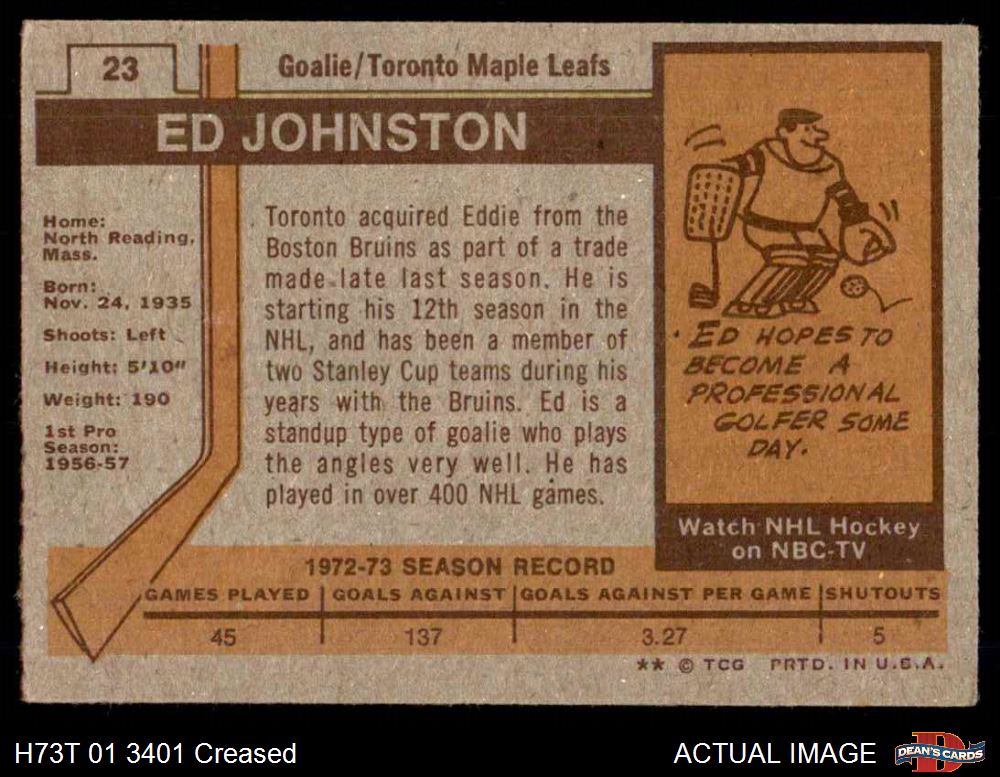 23
Goalie/Toronto Maple Leafs
ED JOHNSTON
Home:
North Reading,
Mass.
Born:
Nov. 24, 1935
Shoots: Left
Height: 5'10"
Weight: 190
1st Pro
Season:
1956-57
Toronto acquired Eddie from the
Boston Bruins as part of a trade
made late last season. He is
starting his 12th season in the
NHL, and has been a member of
two Stanley Cup teams during his
years with the Bruins. Ed is a
standup type of goalie who plays
the angles very well. He has
played in over 400 NHL games.
ED HOPES TO
BECOME A
PROFESSIONAL
GOLFER SOME
DAY.
Watch NHL Hockey
on NBC-TV
1972-73 SEASON RECORD
GAMES PLAYED GOALS AGAINST GOALS AGAINST PER GAME SHUTOUTS
45 137 3.27 5
** © TCG PRTD. IN U.S.A.
H73T 01 3401 Creased
ACTUAL IMAGE
DEAN'S CARDS